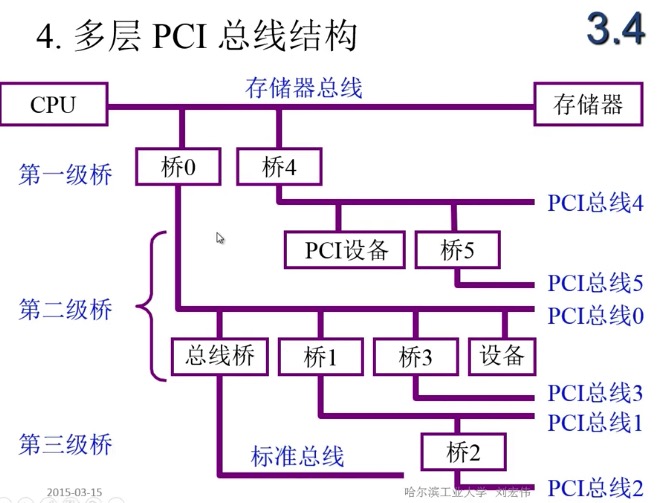 4. 多层 PCI 总线结构
3.4
存储器总线
CPU
存储器
第一级桥
桥0
桥4
PCI总线4
PCI设备
桥5
PCI总线5
第二级桥
PCI总线0
总线桥
桥1
桥3
设备
PCI总线3
PCI总线1
第三级桥
标准总线
桥2
PCI总线2
2015-03-15
哈尔滨工业大学 刘宏伟